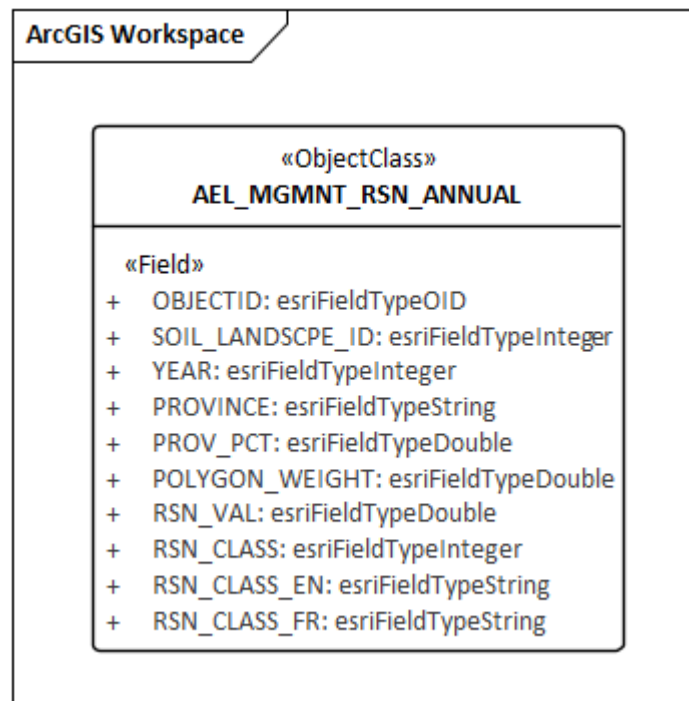 ArcGIS Workspace
«ObjectClass»
AEL_MGMNT_RSN_ANNUAL
«Field»
+ OBJECTID: esriFieldTypeOID
+ SOIL_LANDSCPE_ID: esriFieldTypeInteger
+ YEAR: esriFieldTypeInteger
+ PROVINCE: esriFieldTypeString
+ PROV_PCT: esriFieldTypeDouble
+ POLYGON_WEIGHT: esriFieldTypeDouble
+ RSN_VAL: esriFieldTypeDouble
+ RSN_CLASS: esriFieldTypeInteger
+ RSN_CLASS_EN: esriFieldTypeString
+ RSN_CLASS_FR: esriFieldTypeString